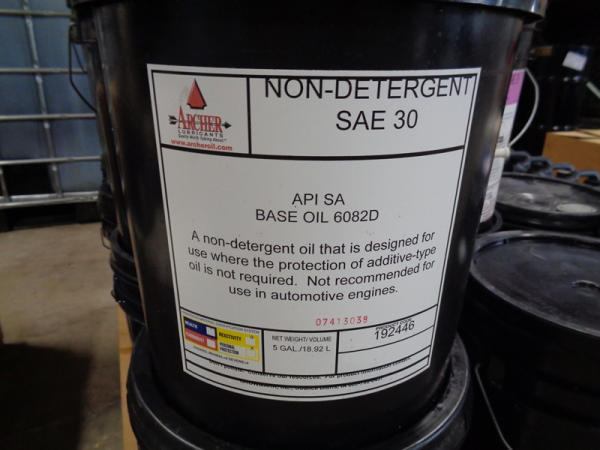 NON-DETERGENT
SAE 30
ARCHER
LUBRICANTS
www.archeroil.com
API SA
BASE OIL 6082D
A non-detergent oil that is designed for
use where the protection of additive-type
oil is not required. Not recommended for
use in automotive engines.
07413038
HEALTH
REACTIVITY
NET WEIGHT/VOLUME
5 GAL./18.92 L
192446